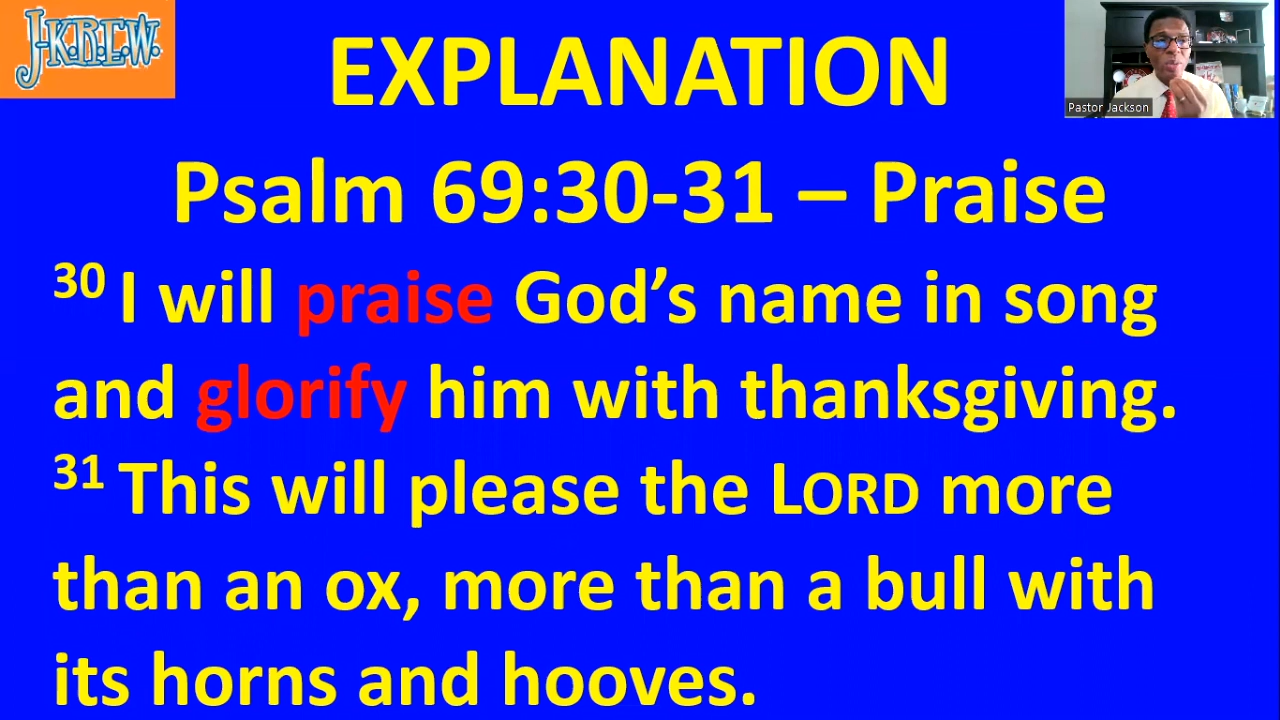 J-K.R.E.W.
EXPLANATION
Pastor Jackson
Psalm 69:30-31 – Praise
30 I will praise God’s name in song
and glorify him with thanksgiving.
31 This will please the LORD more
than an ox, more than a bull with
its horns and hooves.